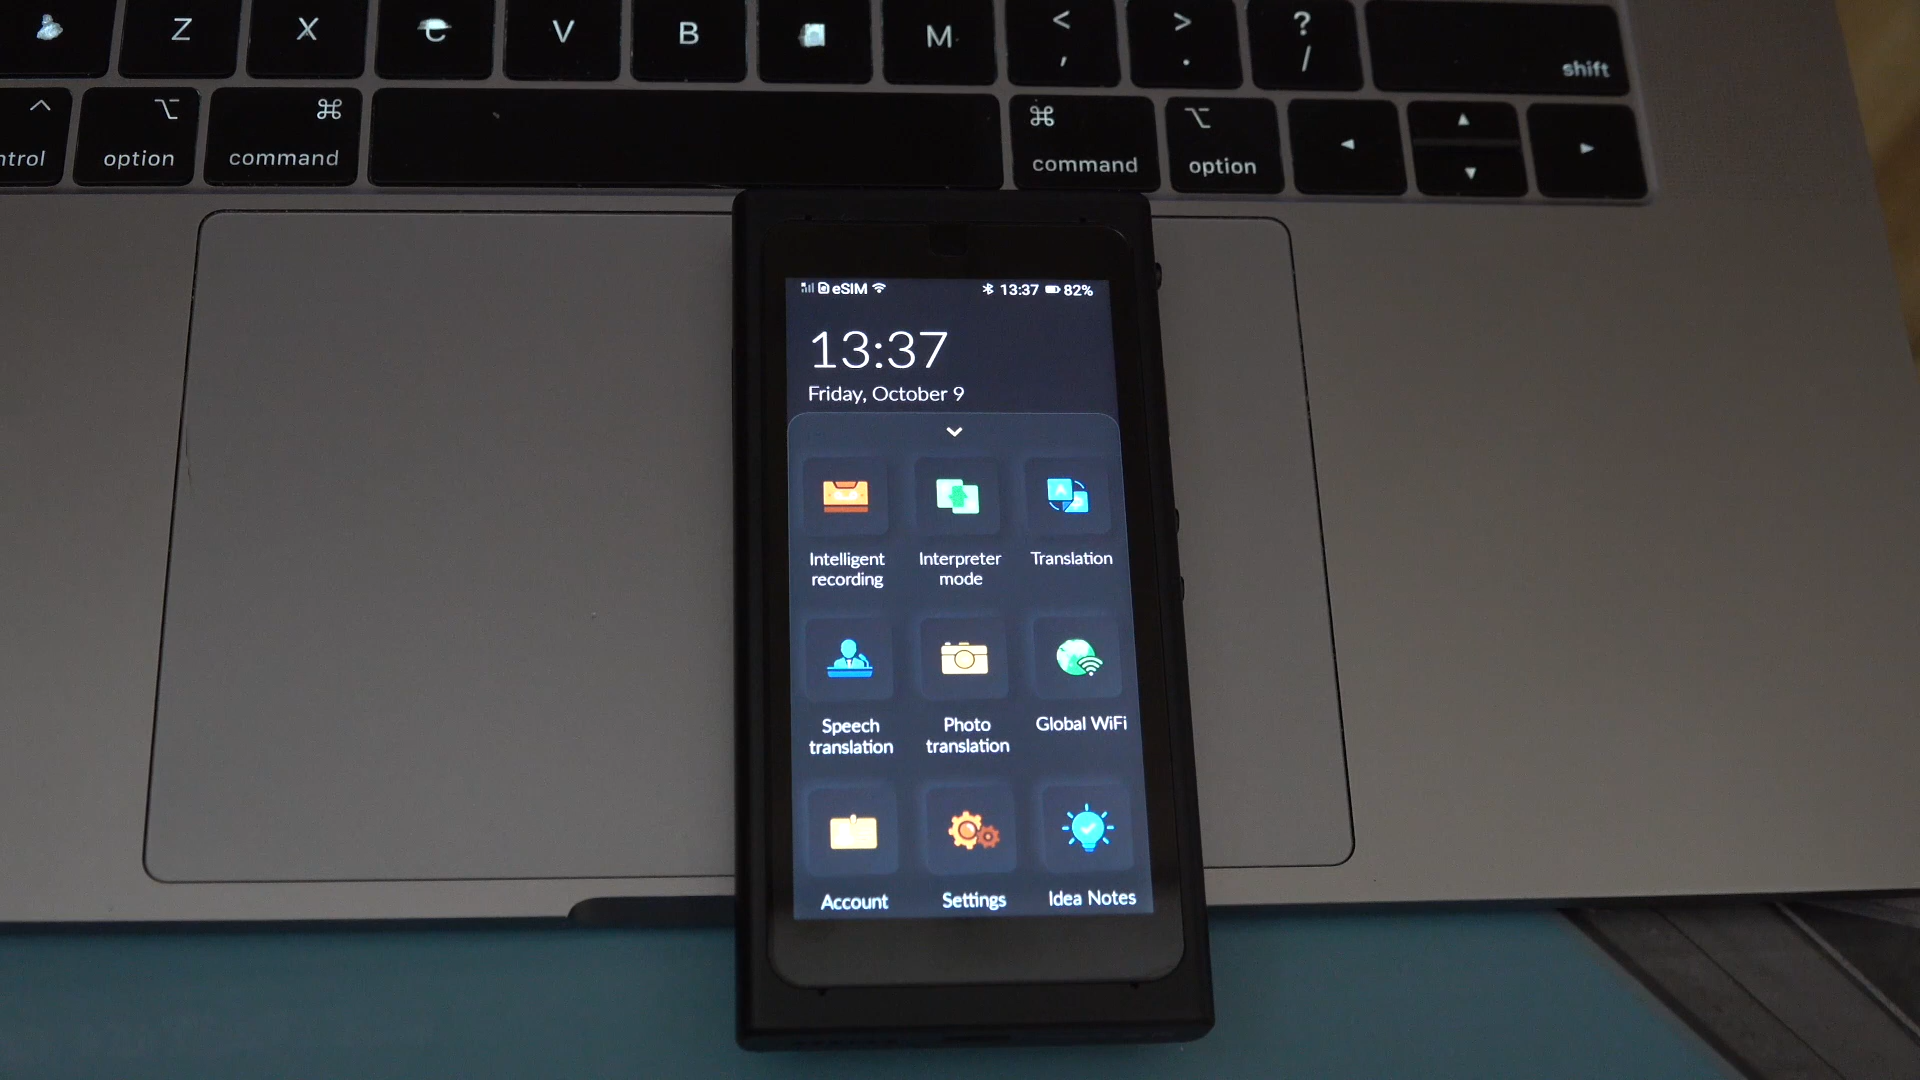 Z X C V B M < , > . ? / shift
ntrol option command command option
eSIM 13:37 82%
13:37
Friday, October 9
Intelligent recording
Interpreter mode
Translation
Speech translation
Photo translation
Global WiFi
Account
Settings
Idea Notes